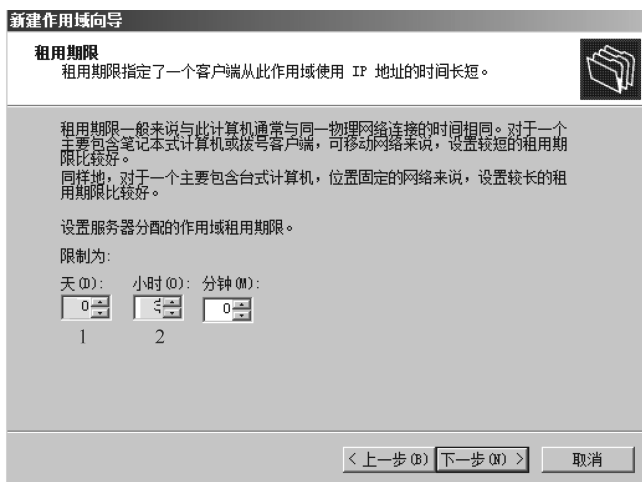 新建作用域向导
租用期限
租用期限指定了一个客户端从此作用域使用 IP 地址的时间长短。
租用期限一般来说与此计算机通常与同一物理网络连接的时间相同。对于一个
主要包含笔记本式计算机或拨号客户端，可移动网络来说，设置较短的租用期
限比较好。
同样地，对于一个主要包含台式计算机，位置固定的网络来说，设置较长的租
用期限比较好。
设置服务器分配的作用域租用期限。
限制为:
天(D): 小时(O): 分钟(M):
0 0
1 2
< 上一步(B) 下一步(N) > 取消